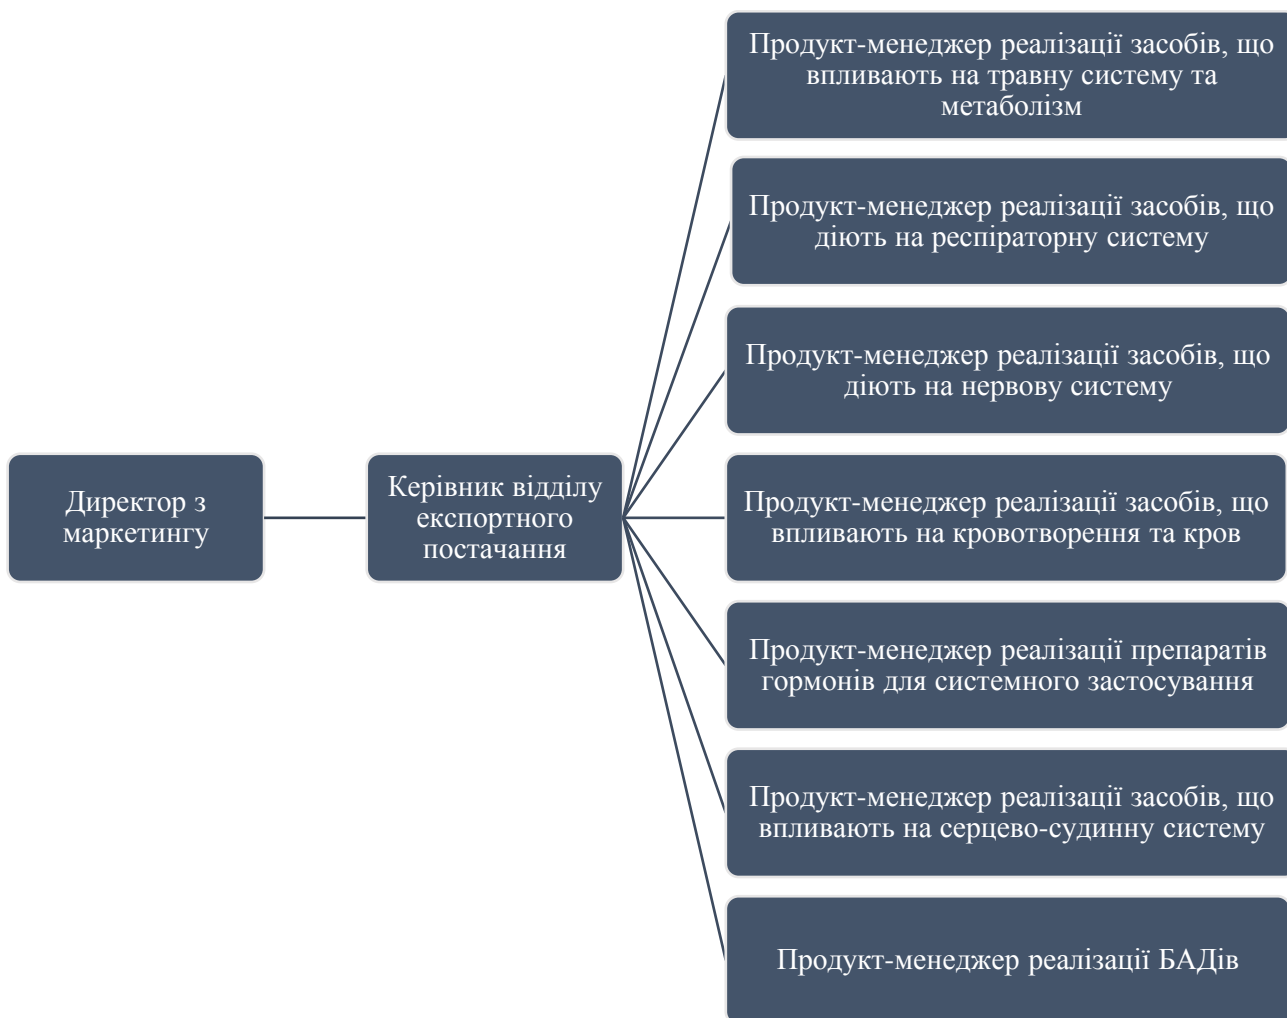 Продукт-менеджер реалізації засобів, що
впливають на травну систему та
метаболізм
Продукт-менеджер реалізації засобів, що
діють на респіраторну систему
Продукт-менеджер реалізації засобів, що
діють на нервову систему
Директор з
маркетингу
Керівник відділу
експортного
постачання
Продукт-менеджер реалізації засобів, що
впливають на кровотворення та кров
Продукт-менеджер реалізації препаратів
гормонів для системного застосування
Продукт-менеджер реалізації засобів, що
впливають на серцево-судинну систему
Продукт-менеджер реалізації БАДів